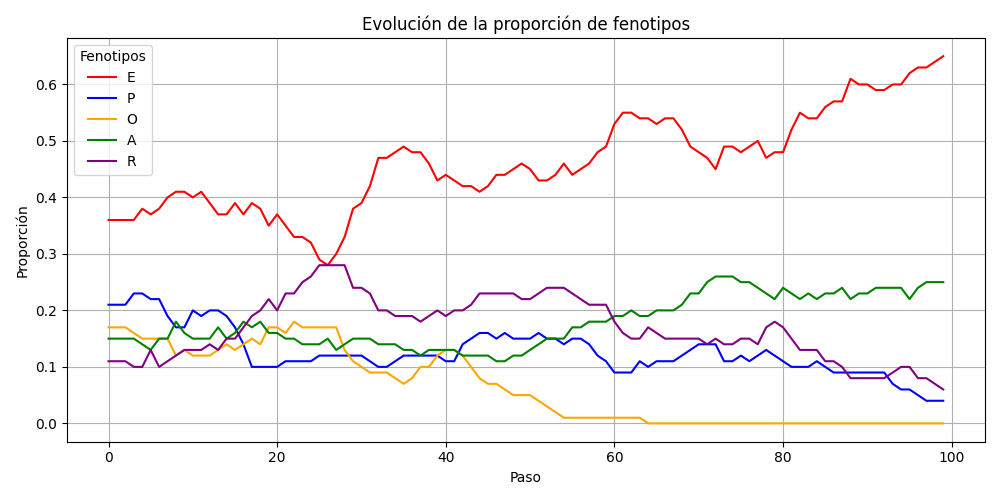 Evolución de la proporción de fenotipos
Proporción
0.6
0.5
0.4
0.3
0.2
0.1
0.0
Fenotipos
E
P
O
A
R
0 20 40 60 80 100
Paso